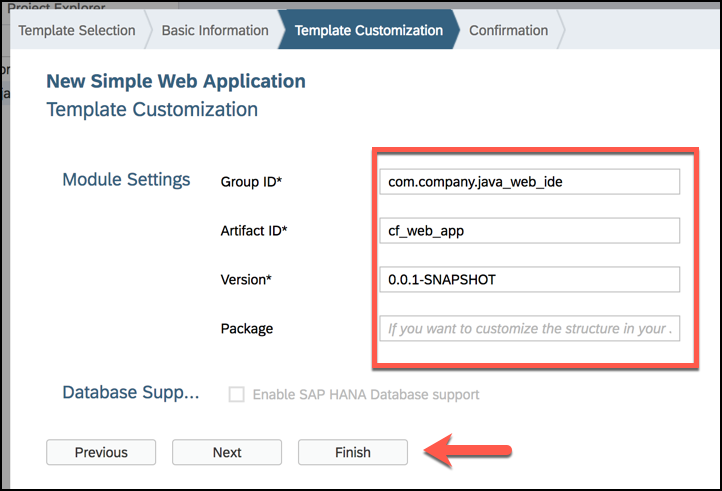 Project Explorer
Template Selection
Basic Information
Template Customization
Confirmation
New Simple Web Application
Template Customization
Module Settings
Group ID*
com.company.java_web_ide
Artifact ID*
cf_web_app
Version*
0.0.1-SNAPSHOT
Package
If you want to customize the structure in your .
Database Supp...
Enable SAP HANA Database support
Previous
Next
Finish